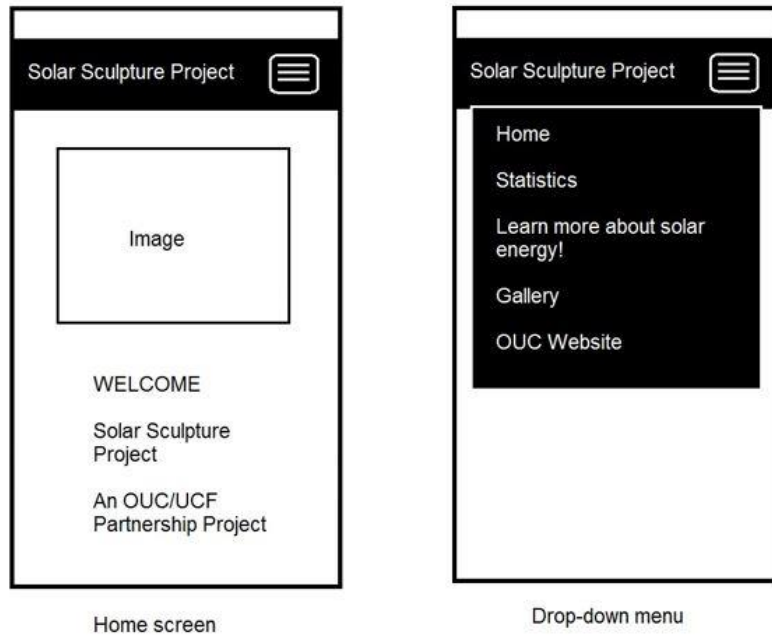 Solar Sculpture Project
Image
WELCOME
Solar Sculpture
Project
An OUC/UCF
Partnership Project
Home screen
Solar Sculpture Project
Home
Statistics
Learn more about solar
energy!
Gallery
OUC Website
Drop-down menu